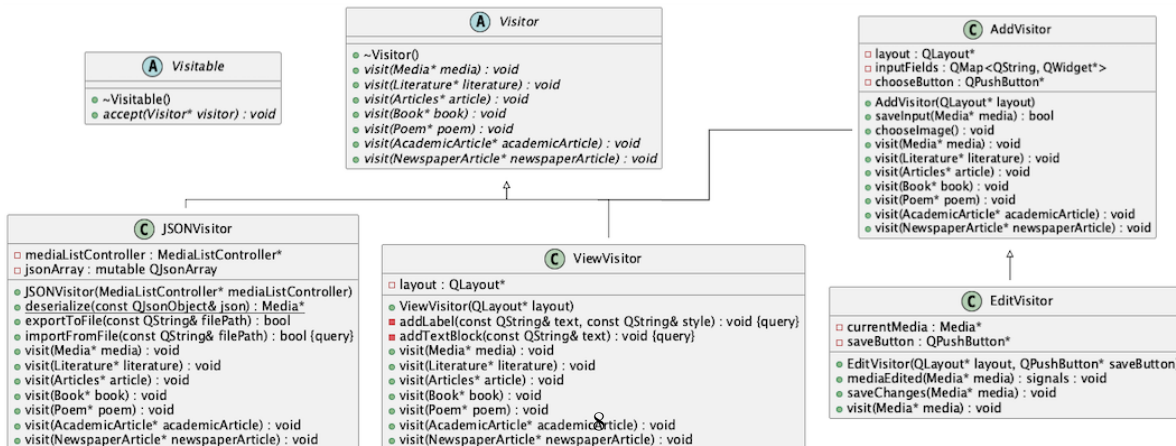 A Visitable
~Visitable()
accept(Visitor* visitor) : void
A Visitor
~Visitor()
visit(Media* media) : void
visit(Literature* literature) : void
visit(Articles* article) : void
visit(Book* book) : void
visit(Poem* poem) : void
visit(AcademicArticle* academicArticle) : void
visit(NewspaperArticle* newspaperArticle) : void
C AddVisitor
layout : QLayout*
inputFields : QMap<QString, QWidget*>
chooseButton : QPushButton*
AddVisitor(QLayout* layout)
saveInput(Media* media) : bool
chooseImage() : void
visit(Media* media) : void
visit(Literature* literature) : void
visit(Articles* article) : void
visit(Book* book) : void
visit(Poem* poem) : void
visit(AcademicArticle* academicArticle) : void
visit(NewspaperArticle* newspaperArticle) : void
C JSONVisitor
mediaListController : MediaListController*
jsonArray : mutable QJsonArray
JSONVisitor(MediaListController* mediaListController)
deserialize(const QJsonObject& json) : Media*
exportToFile(const QString& filePath) : bool
importFromFile(const QString& filePath) : bool {query}
visit(Media* media) : void
visit(Literature* literature) : void
visit(Articles* article) : void
visit(Book* book) : void
visit(Poem* poem) : void
visit(AcademicArticle* academicArticle) : void
visit(NewspaperArticle* newspaperArticle) : void
C ViewVisitor
layout : QLayout*
ViewVisitor(QLayout* layout)
addLabel(const QString& text, const QString& style) : void {query}
addTextBlock(const QString& text) : void {query}
visit(Media* media) : void
visit(Literature* literature) : void
visit(Articles* article) : void
visit(Book* book) : void
visit(Poem* poem) : void
visit(AcademicArticle* academicArticle) : void
visit(NewspaperArticle* newspaperArticle) : void
8
C EditVisitor
currentMedia : Media*
saveButton : QPushButton*
EditVisitor(QLayout* layout, QPushButton* saveButton
mediaEdited(Media* media) : signals : void
saveChanges(Media* media) : void
visit(Media* media) : void